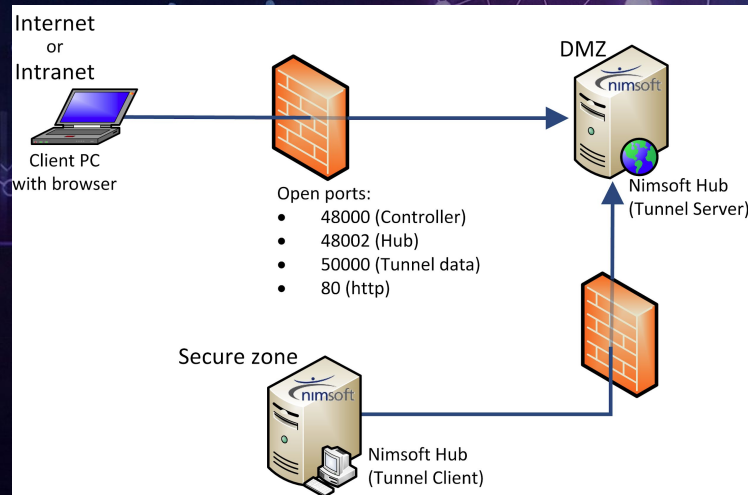 Internet
or
Intranet
Client PC
with browser
DMZ
nimsoft
Nimsoft Hub
(Tunnel Server)
Open ports:
• 48000 (Controller)
• 48002 (Hub)
• 50000 (Tunnel data)
• 80 (http)
Secure zone
nimsoft
Nimsoft Hub
(Tunnel Client)